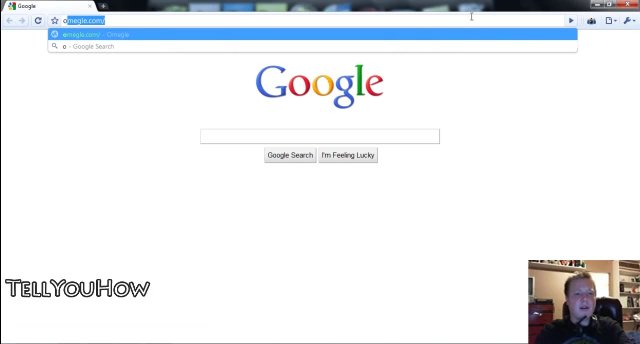 Google
omegle.com/
omegle.com/ - Omegle
o - Google Search
Google
Google Search
I'm Feeling Lucky
TELLYOUHOW